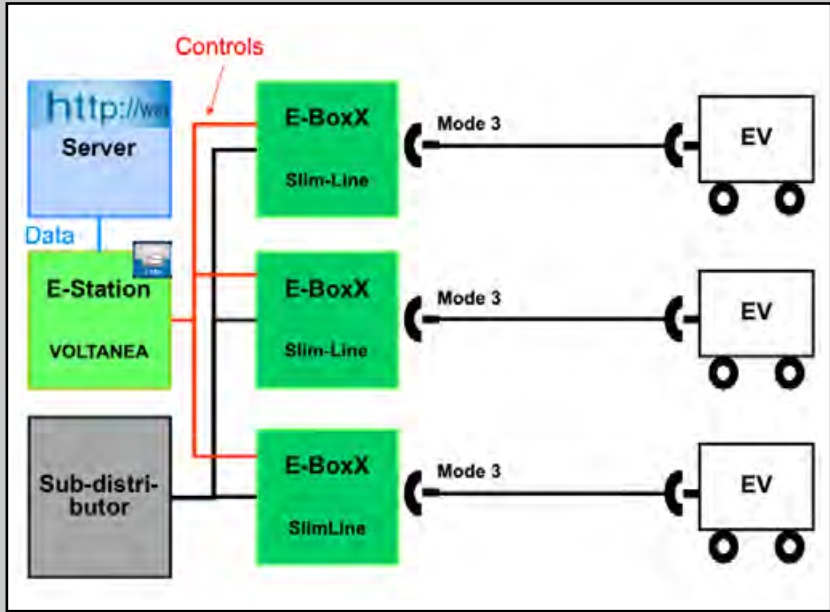 Controls
http://we
Server
Data
E-Station
VOLTANEA
Sub-distri-
butor
E-BoxX
Slim-Line
Mode 3
EV
E-BoxX
Slim-Line
Mode 3
EV
E-BoxX
SlimLine
Mode 3
EV